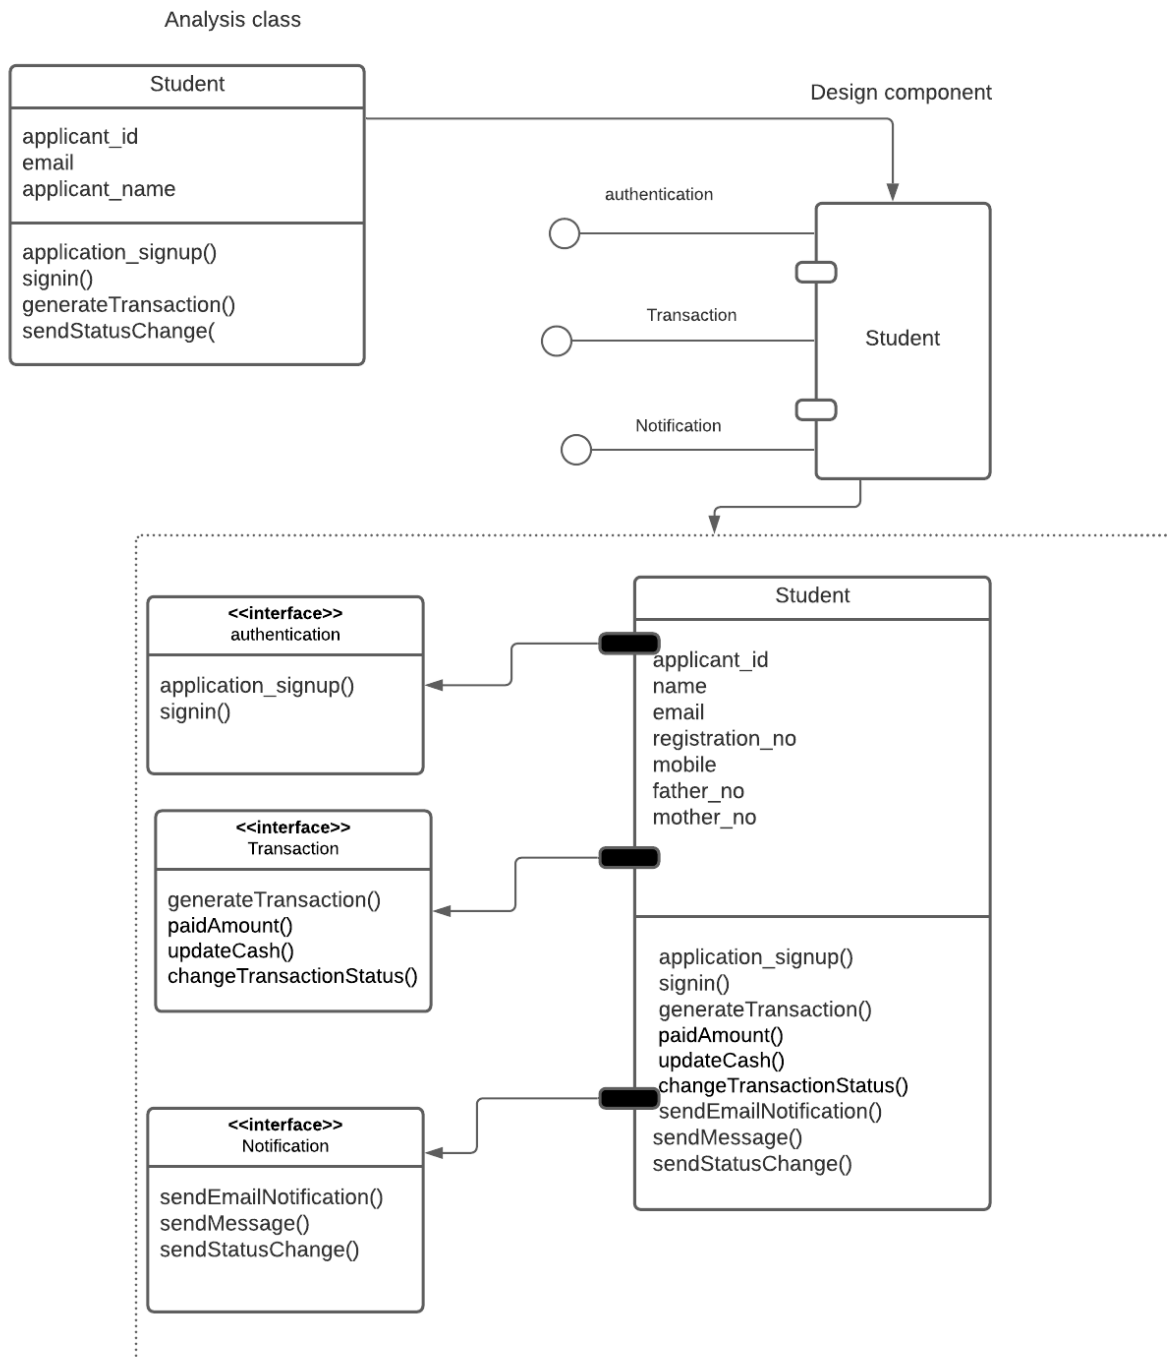 Analysis class
Student
applicant_id
email
applicant_name
application_signup()
signin()
generateTransaction()
sendStatusChange(
Design component
authentication
Transaction
Notification
Student
<<interface>>
authentication
application_signup()
signin()
<<interface>>
Transaction
generateTransaction()
paidAmount()
updateCash()
changeTransactionStatus()
<<interface>>
Notification
sendEmailNotification()
sendMessage()
sendStatusChange()
Student
applicant_id
name
email
registration_no
mobile
father_no
mother_no
application_signup()
signin()
generateTransaction()
paidAmount()
updateCash()
changeTransactionStatus()
sendEmailNotification()
sendMessage()
sendStatusChange()